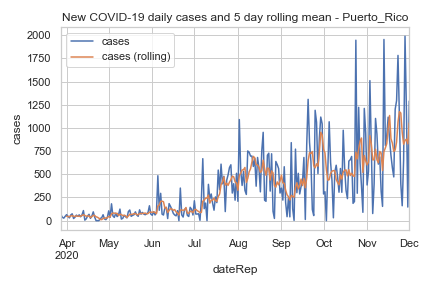 New COVID-19 daily cases and 5 day rolling mean - Puerto_Rico
cases
cases (rolling)
2000
1750
1500
1250
1000
750
500
250
0
cases
Apr May Jun Jul Aug Sep Oct Nov Dec
2020
dateRep